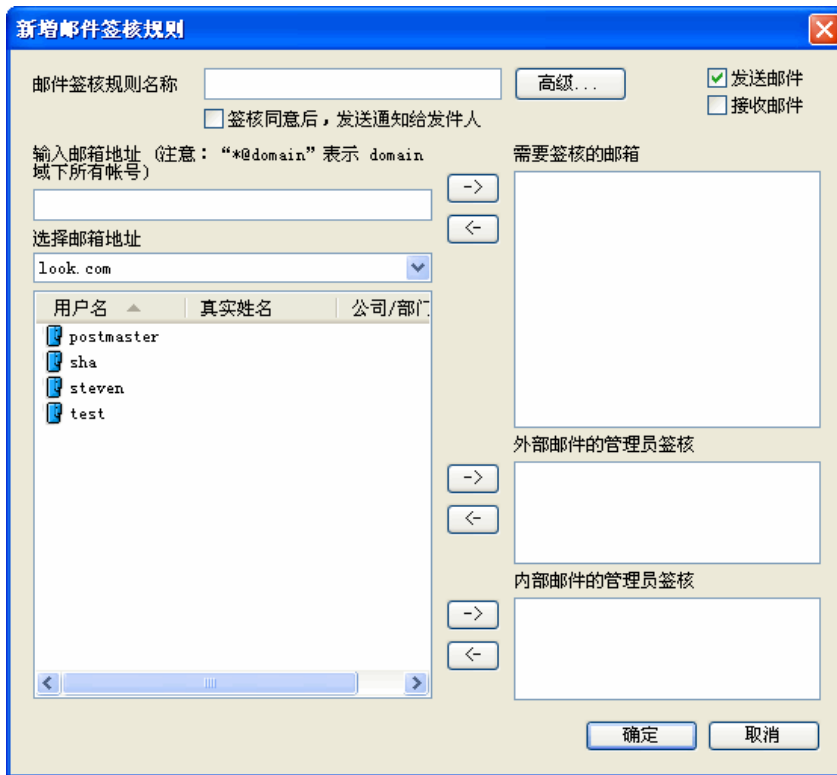 新增邮件签核规则
邮件签核规则名称
高级...
发送邮件
接收邮件
签核同意后，发送通知给发件人
输入邮箱地址 (注意： “*@domain” 表示 domain
域下所有帐号)
->
<-
需要签核的邮箱
选择邮箱地址
look.com
用户名 真实姓名 公司/部门
postmaster
sha
steven
test
外部邮件的管理员签核
->
<-
内部邮件的管理员签核
->
<-
确定 取消